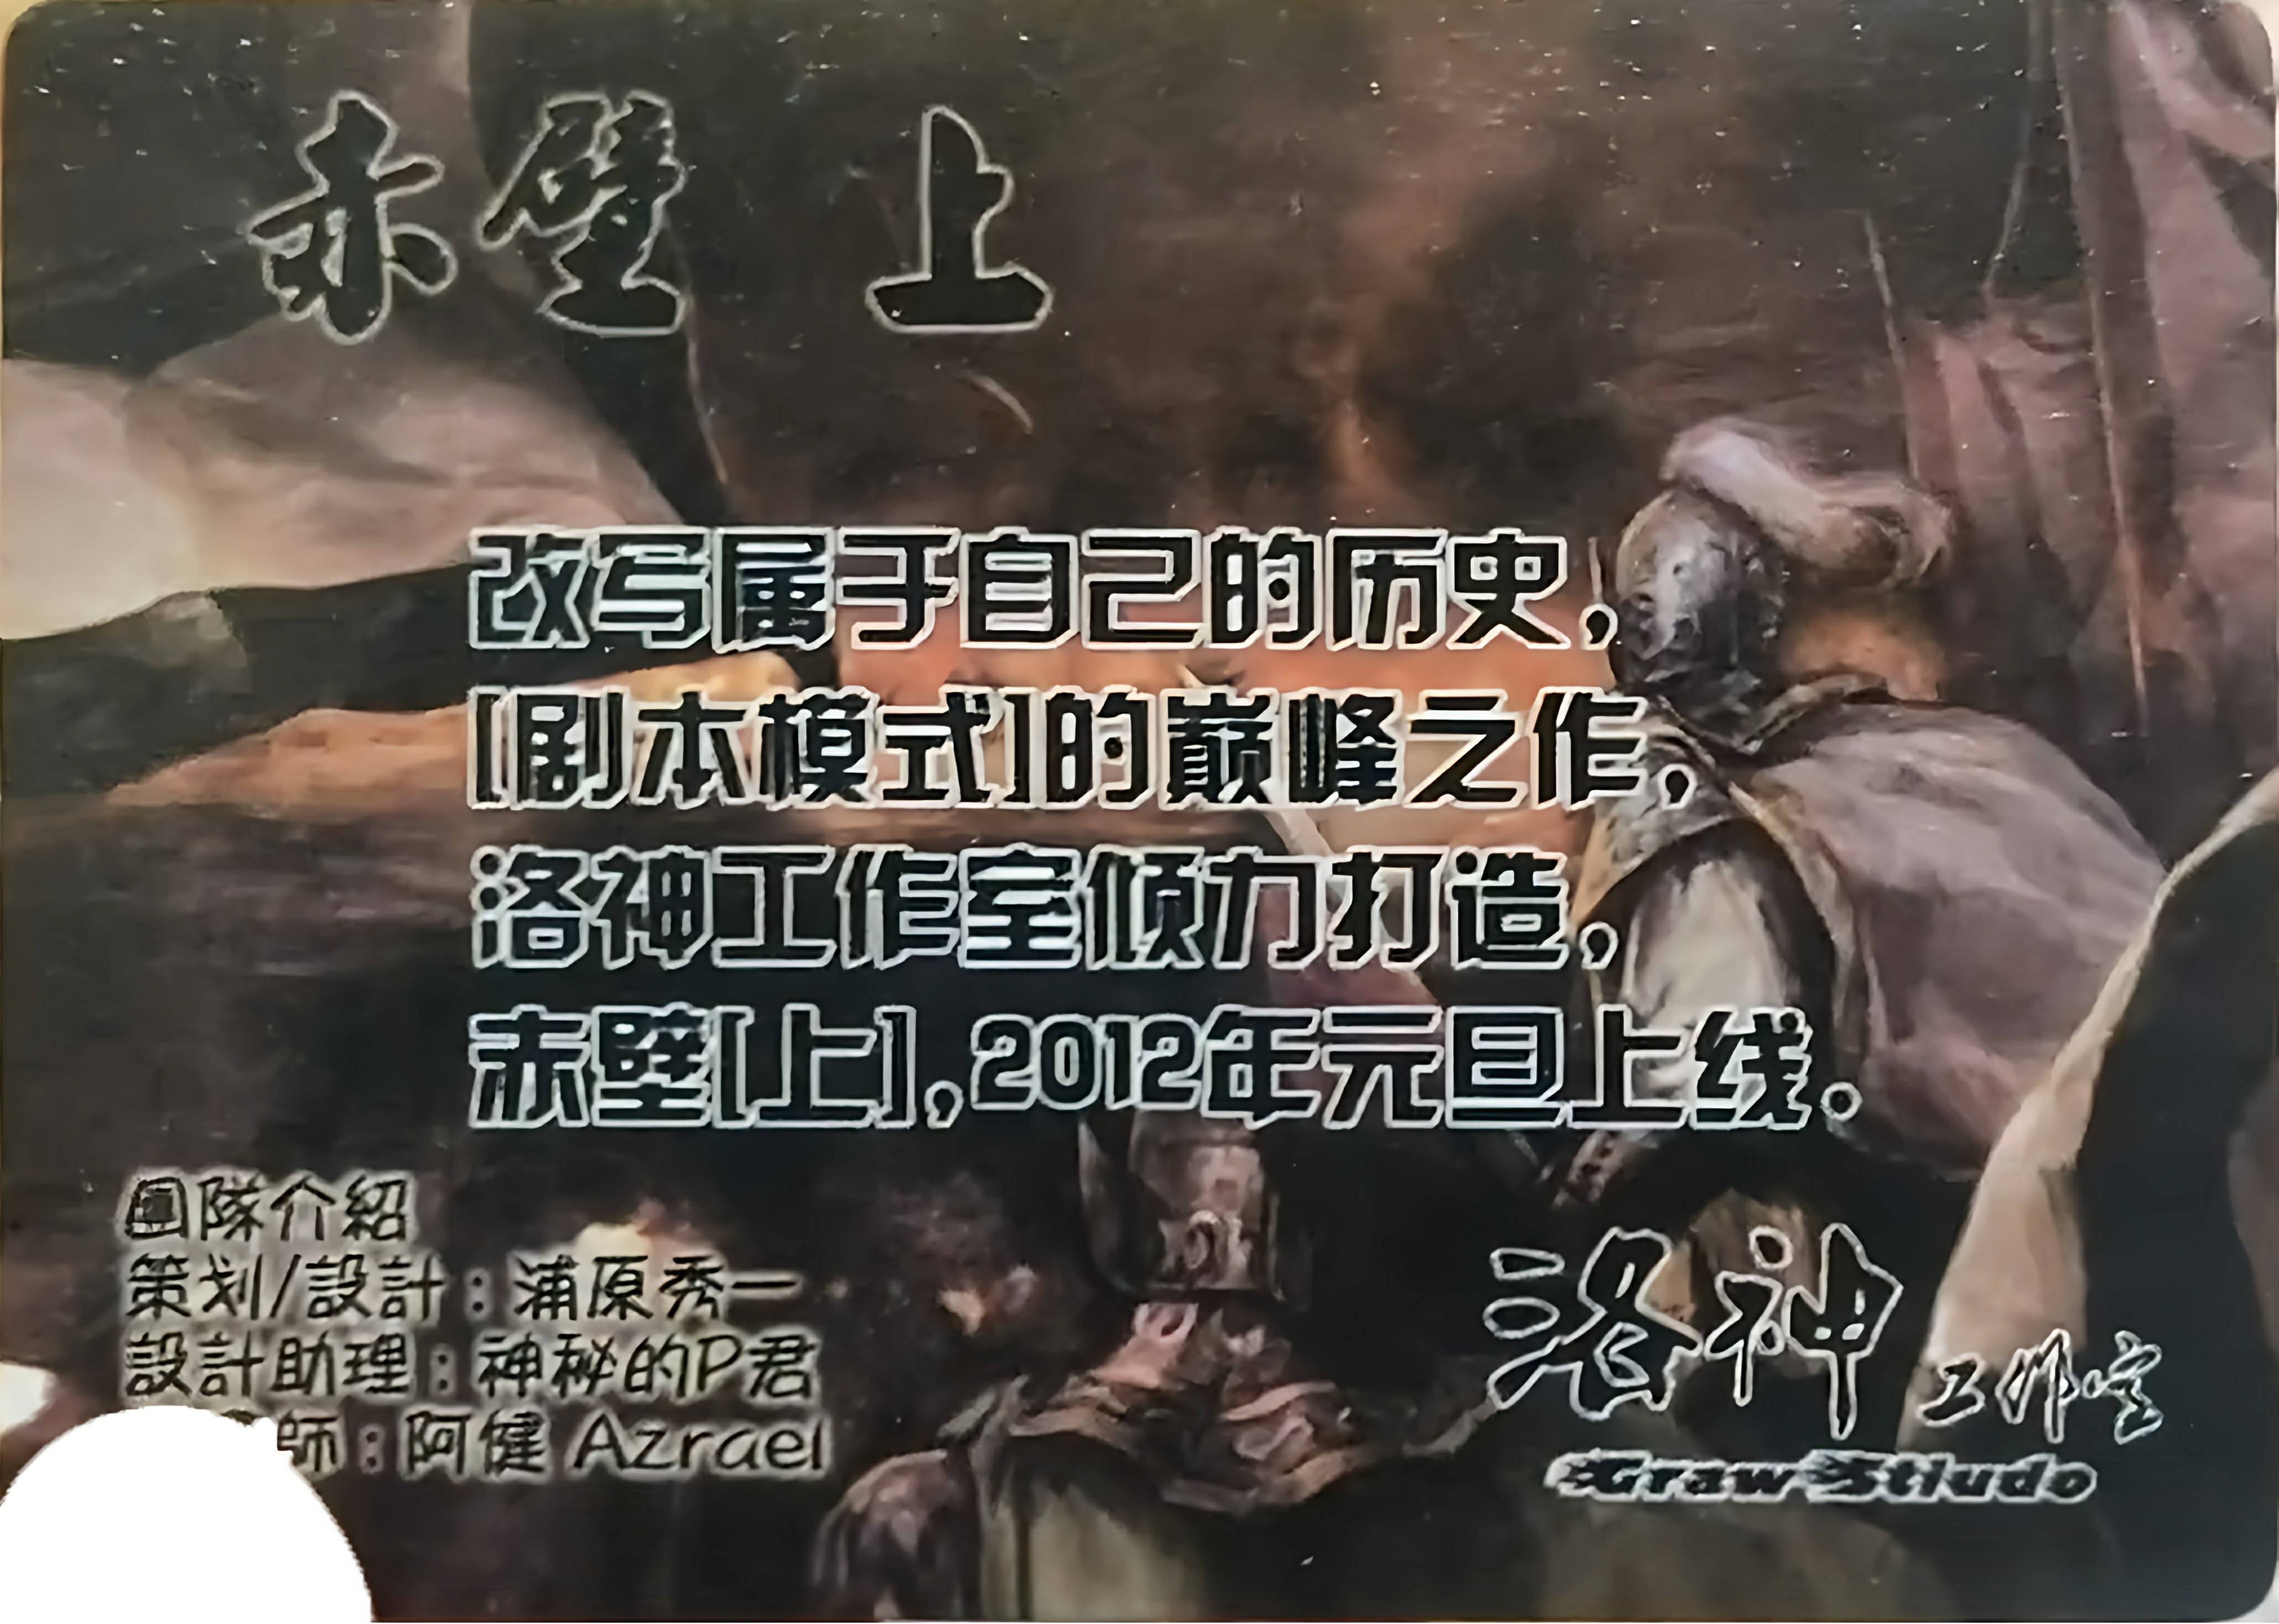 赤壁 上
改写属于自己的历史，
[剧本模式]的巅峰之作，
洛神工作室倾力打造，
赤壁[上]，2012年元旦上线。
團隊介紹
策划/設計：浦原秀一
設計助理：神秘的P君
師：阿健 Azrael
洛神工作室
Graw Stiudo